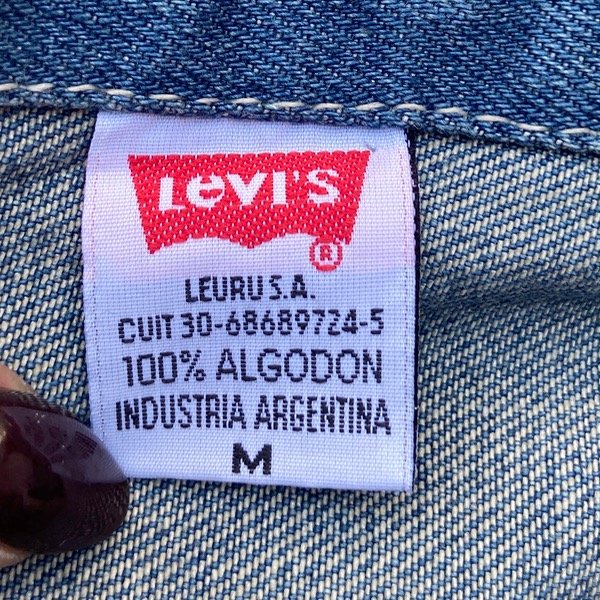 Levi's
®
LEURU S.A.
CUIT 30-68689724-5
100% ALGODON
INDUSTRIA ARGENTINA
M